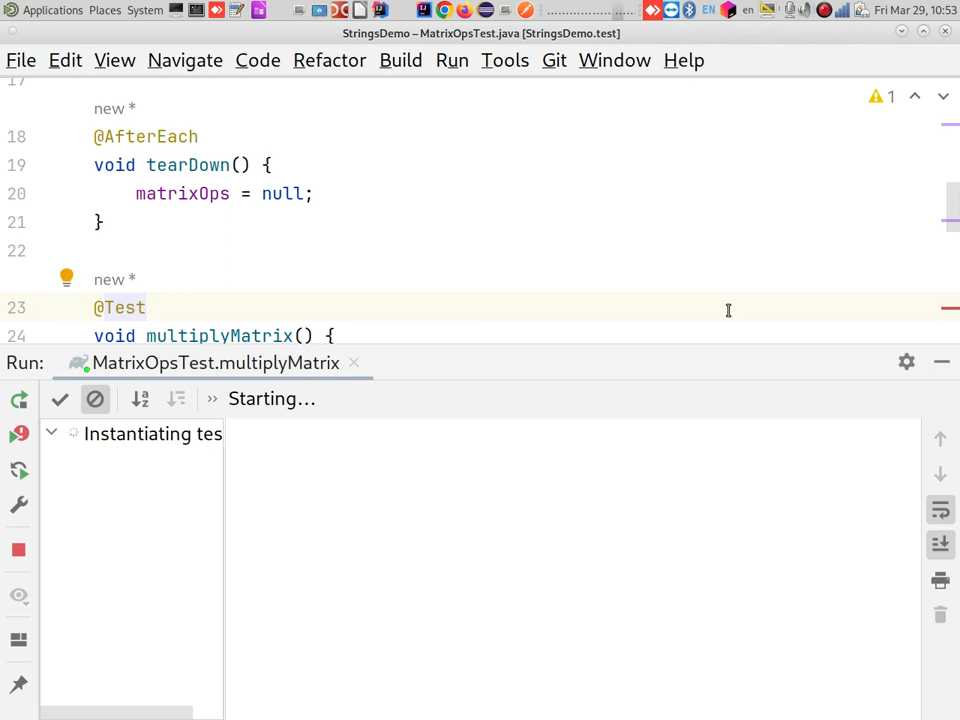 Applications Places System EN en Fri Mar 29, 10:53
StringsDemo – MatrixOpsTest.java [StringsDemo.test]
File Edit View Navigate Code Refactor Build Run Tools Git Window Help
17
new *
1
18 @AfterEach
19 void tearDown() {
20 matrixOps = null;
21 }
22
new *
23 @Test
24 void multiplyMatrix() {
Run: MatrixOpsTest.multiplyMatrix
» Starting...
9 Instantiating tes